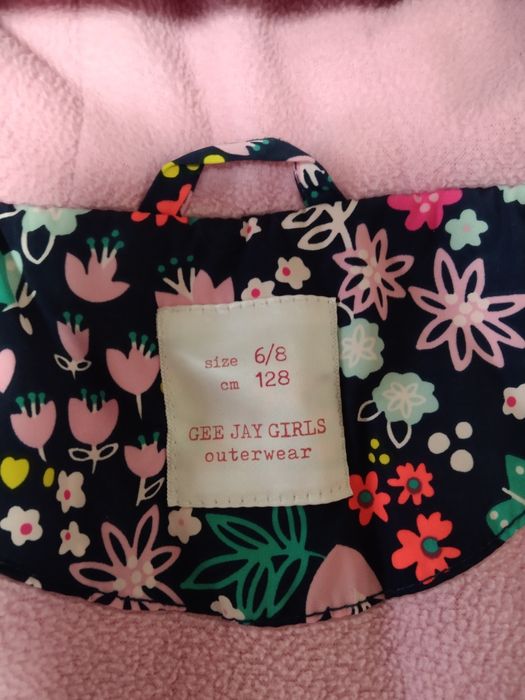 size 6/8
cm 128
GEE JAY GIRLS
outerwear